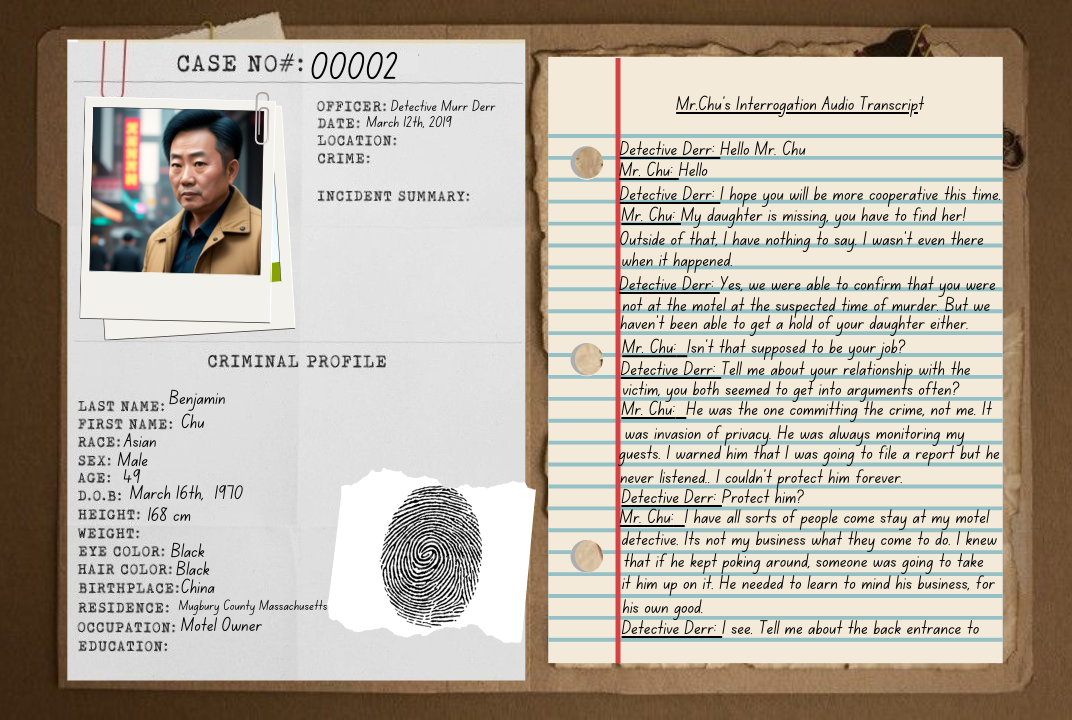 CASE NO#: 00002
OFFICER: Detective Murr Derr
DATE: March 12th, 2019
LOCATION:
CRIME:
INCIDENT SUMMARY:
CRIMINAL PROFILE
LAST NAME: Benjamin
FIRST NAME: Chu
RACE: Asian
SEX: Male
AGE: 49
D.O.B: March 16th, 1970
HEIGHT: 168 cm
WEIGHT:
EYE COLOR: Black
HAIR COLOR: Black
BIRTHPLACE: China
RESIDENCE: Mugbury County Massachusetts
OCCUPATION: Motel Owner
EDUCATION:
Mr.Chu's Interrogation Audio Transcript
Detective Derr: Hello Mr. Chu
Mr. Chu: Hello
Detective Derr: I hope you will be more cooperative this time.
Mr. Chu: My daughter is missing, you have to find her!
Outside of that, I have nothing to say. I wasn't even there
when it happened.
Detective Derr: Yes, we were able to confirm that you were
not at the motel at the suspected time of murder. But we
haven't been able to get a hold of your daughter either.
Mr. Chu: Isn't that supposed to be your job?
Detective Derr: Tell me about your relationship with the
victim, you both seemed to get into arguments often?
Mr. Chu: He was the one committing the crime, not me. It
was invasion of privacy. He was always monitoring my
guests. I warned him that I was going to file a report but he
never listened.. I couldn't protect him forever.
Detective Derr: Protect him?
Mr. Chu: I have all sorts of people come stay at my motel
detective. Its not my business what they come to do. I knew
that if he kept poking around, someone was going to take
it him up on it. He needed to learn to mind his business, for
his own good.
Detective Derr: I see. Tell me about the back entrance to